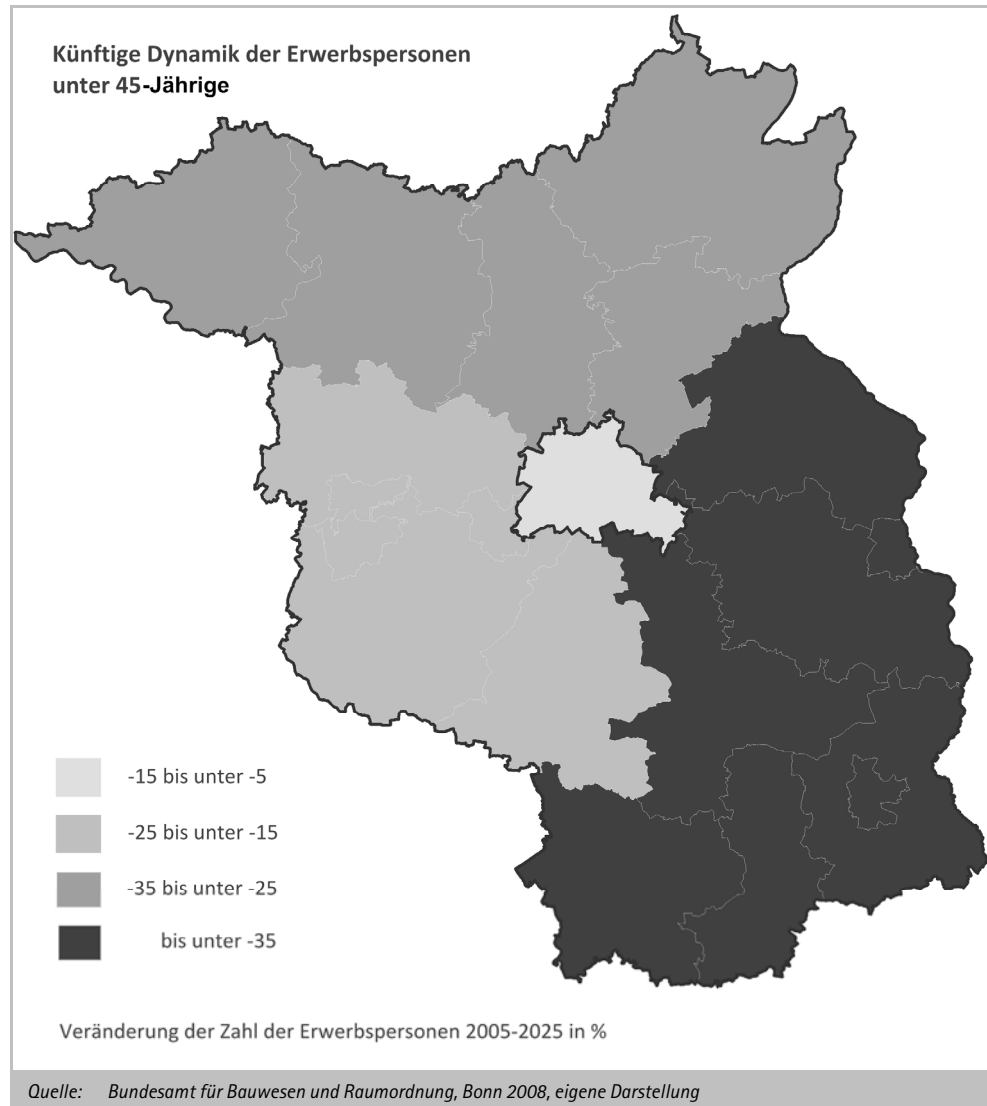 Künftige Dynamik der Erwerbspersonen
unter 45-Jährige
-15 bis unter -5
-25 bis unter -15
-35 bis unter -25
bis unter -35
Veränderung der Zahl der Erwerbspersonen 2005-2025 in %
Quelle: Bundesamt für Bauwesen und Raumordnung, Bonn 2008, eigene Darstellung